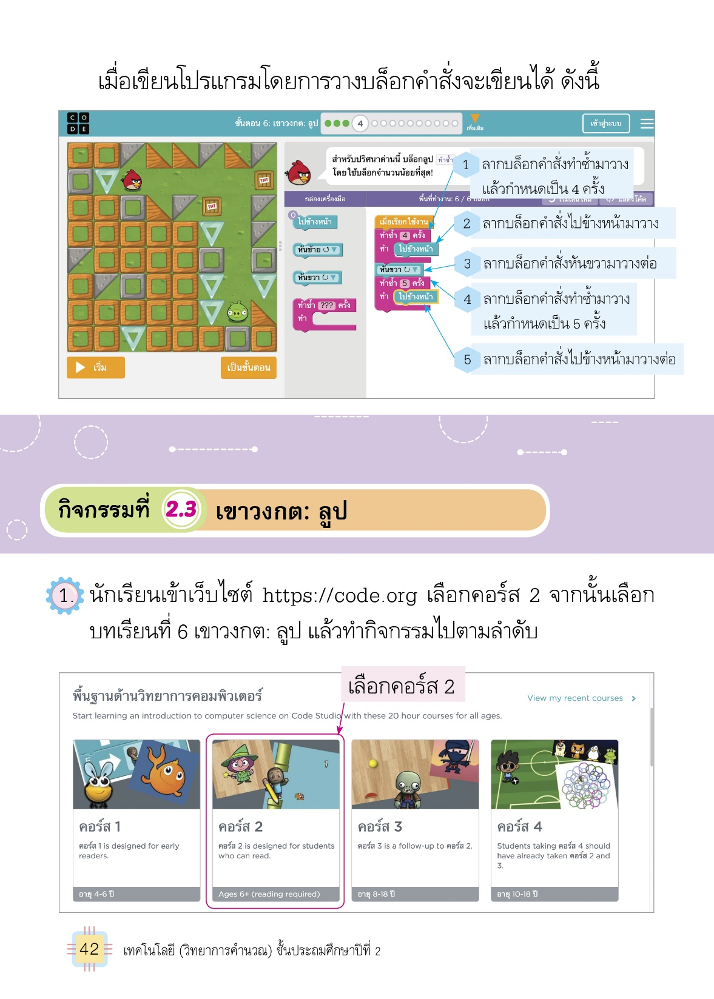 เมื่อเขียนโปรแกรมโดยการวางบล็อกคำสั่งจะเขียนได้ ดังนี้
C O
D E
ขั้นตอน 6: เขาวงกต: ลูป
4
เพิ่มเติม
เข้าสู่ระบบ
สำหรับปริศนาด่านนี้ บล็อกลูป ทำซ้ำ
โดยใช้บล็อกจำนวนน้อยที่สุด!
กล่องเครื่องมือ
พื้นที่ทำงาน: 6 / 6 บล็อก
เริ่มเล่นใหม่
แสดงโค้ด
TNT
TNT
0
ไปข้างหน้า
หันซ้าย
หันขวา
ทำซ้ำ ??? ครั้ง
ทำ
เมื่อเรียกใช้งาน
ทำซ้ำ 4 ครั้ง
ทำ ไปข้างหน้า
หันขวา
ทำซ้ำ 5 ครั้ง
ทำ ไปข้างหน้า
1 ลากบล็อกคำสั่งทำซ้ำมาวาง
แล้วกำหนดเป็น 4 ครั้ง
2 ลากบล็อกคำสั่งไปข้างหน้ามาวาง
3 ลากบล็อกคำสั่งหันขวามาวางต่อ
4 ลากบล็อกคำสั่งทำซ้ำมาวาง
แล้วกำหนดเป็น 5 ครั้ง
5 ลากบล็อกคำสั่งไปข้างหน้ามาวางต่อ
เริ่ม
เป็นขั้นตอน
กิจกรรมที่ 2.3 เขาวงกต: ลูป
1. นักเรียนเข้าเว็บไซต์ https://code.org เลือกคอร์ส 2 จากนั้นเลือก
บทเรียนที่ 6 เขาวงกต: ลูป แล้วทำกิจกรรมไปตามลำดับ
เลือกคอร์ส 2
พื้นฐานด้านวิทยาการคอมพิวเตอร์
View my recent courses
Start learning an introduction to computer science on Code Studio with these 20 hour courses for all ages.
1
คอร์ส 1
คอร์ส 1 is designed for early
readers.
อายุ 4-6 ปี
คอร์ส 2
คอร์ส 2 is designed for students
who can read.
Ages 6+ (reading required)
คอร์ส 3
คอร์ส 3 is a follow-up to คอร์ส 2.
อายุ 8-18 ปี
คอร์ส 4
Students taking คอร์ส 4 should
have already taken คอร์ส 2 and
3.
อายุ 10-18 ปี
42 เทคโนโลยี (วิทยาการคำนวณ) ชั้นประถมศึกษาปีที่ 2